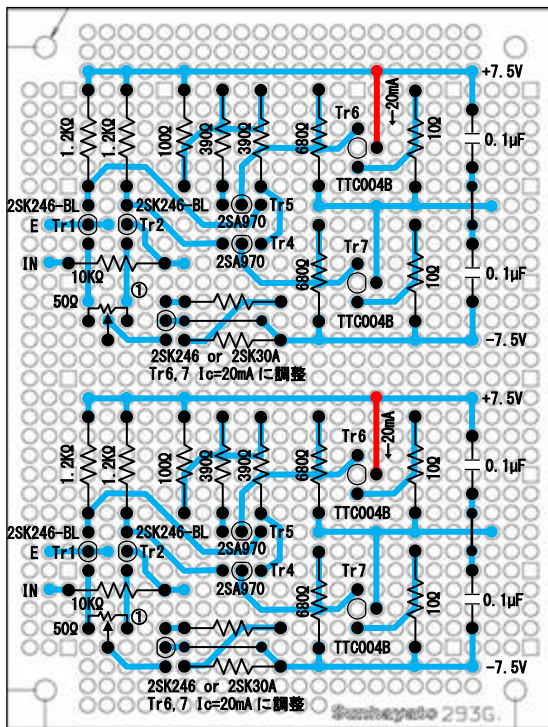 +7.5V
Tr6
←20mA
1.2KΩ
1.2KΩ
100Ω
390Ω
390Ω
680Ω
10Ω
0.1μF
TTC004B
2SK246-BL
2SK246-BL
Tr5
2SA970
E
Tr1
Tr2
Tr4
2SA970
Tr7
IN
10KΩ
680Ω
10Ω
0.1μF
TTC004B
50Ω
①
-7.5V
2SK246 or 2SK30A
Tr6,7 Ic=20mAに調整
+7.5V
Tr6
←20mA
1.2KΩ
1.2KΩ
100Ω
390Ω
390Ω
680Ω
10Ω
0.1μF
TTC004B
2SK246-BL
2SK246-BL
Tr5
2SA970
E
Tr1
Tr2
Tr4
2SA970
Tr7
IN
10KΩ
680Ω
10Ω
0.1μF
TTC004B
50Ω
①
-7.5V
2SK246 or 2SK30A
Tr6,7 Ic=20mAに調整
Sunhayato 293G.